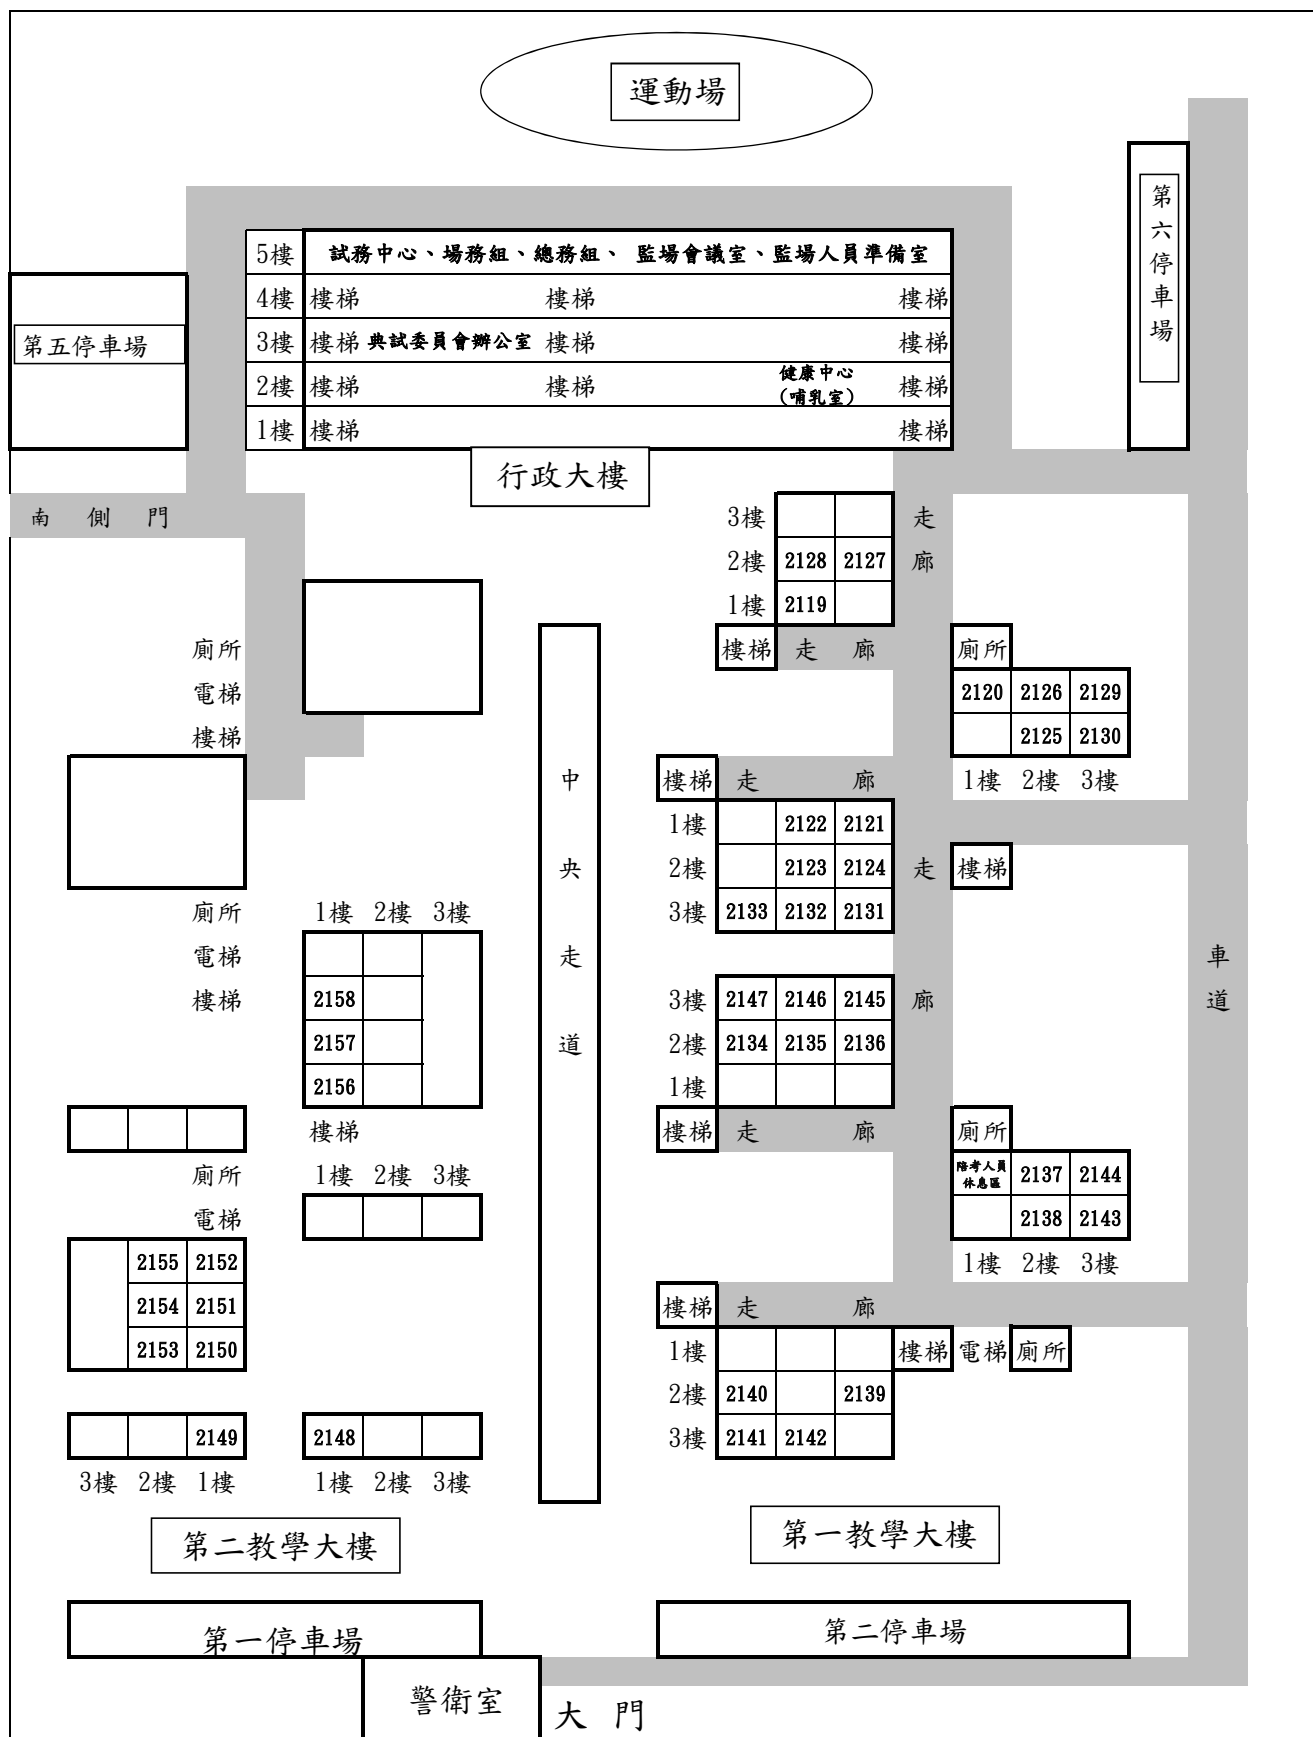 運動場
第六停車場
5樓 試務中心、場務組、總務組、 監場會議室、監場人員準備室
4樓 樓梯 樓梯 樓梯
第五停車場
3樓 樓梯 典試委員會辦公室 樓梯 樓梯
2樓 樓梯 樓梯 健康中心 樓梯
(哺乳室)
1樓 樓梯 樓梯
行政大樓
南側門
3樓
2樓 2128 2127
1樓 2119
走廊
樓梯 走廊
廁所
2120 2126 2129
2125 2130
1樓 2樓 3樓
廁所
電梯
樓梯
中央走道
樓梯 走廊
1樓 2122 2121
2樓 2123 2124
3樓 2133 2132 2131
走廊
樓梯
車道
廁所
電梯
樓梯
1樓 2樓 3樓
2158
2157
2156
樓梯
3樓 2147 2146 2145
2樓 2134 2135 2136
1樓
樓梯 走廊
廁所
陪考人員
休息區
2137 2144
2138 2143
1樓 2樓 3樓
廁所
電梯
1樓 2樓 3樓
2155 2152
2154 2151
2153 2150
樓梯 走廊
1樓
樓梯 電梯 廁所
2樓 2140 2139
3樓 2141 2142
2149
3樓 2樓 1樓
2148
1樓 2樓 3樓
第二教學大樓
第一教學大樓
第一停車場
第二停車場
警衛室
大門